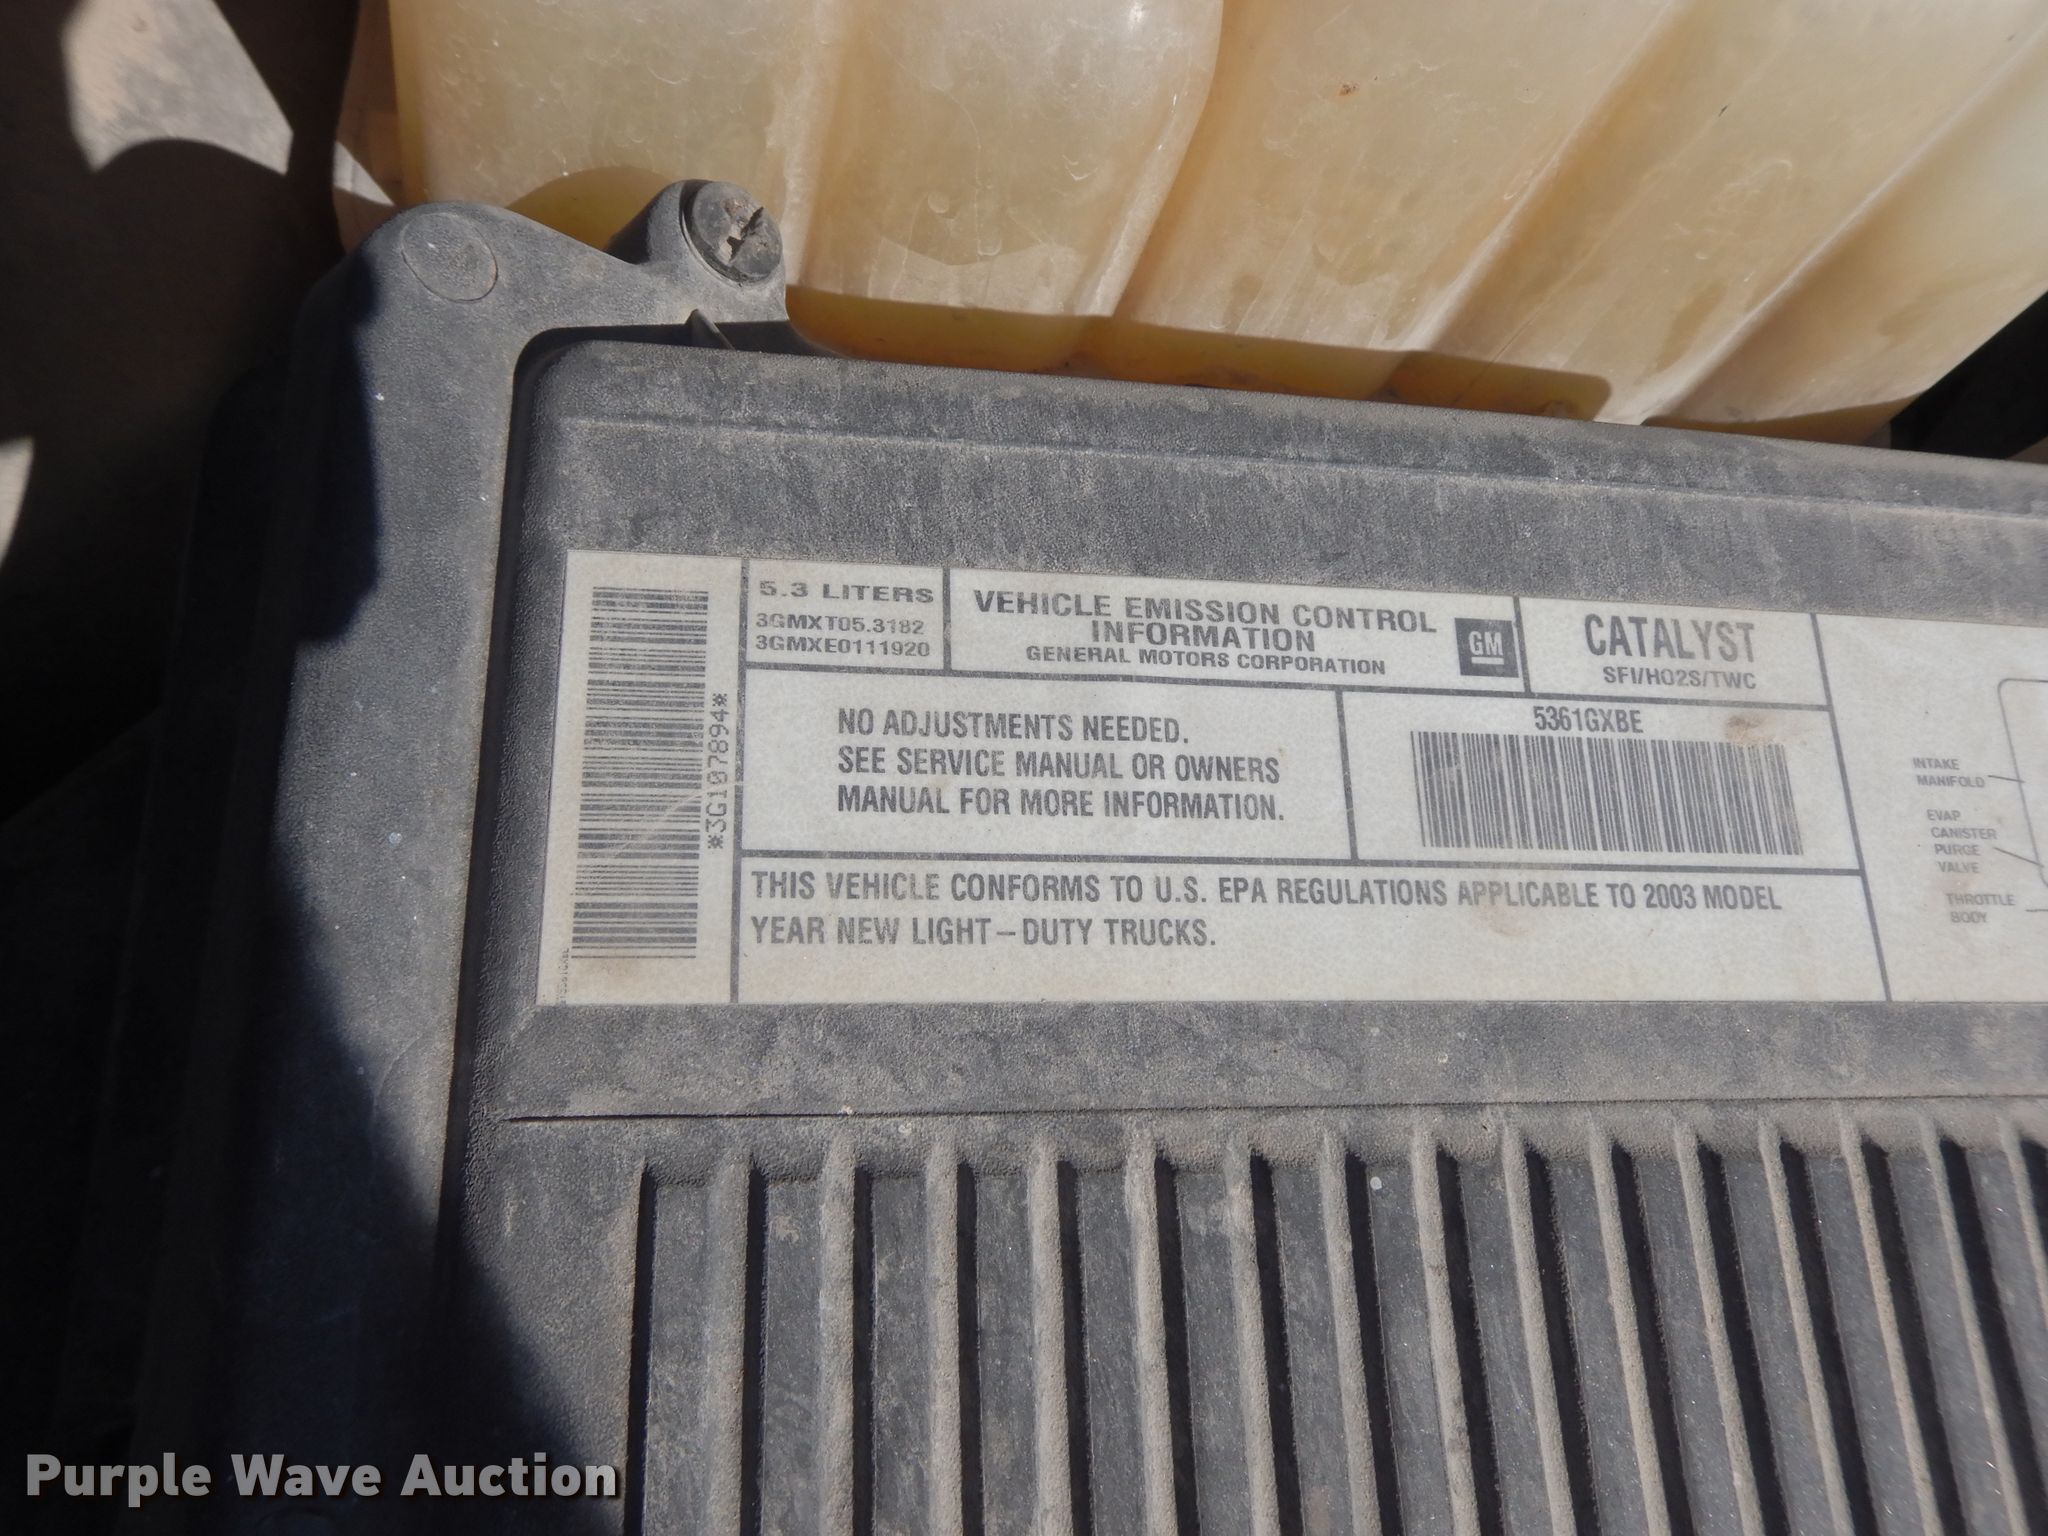 5.3 LITERS
3GMXT05.3182
3GMXE0111920
VEHICLE EMISSION CONTROL
INFORMATION
GENERAL MOTORS CORPORATION
GM
CATALYST
SFI/HO2S/TWC
*3G107894*
NO ADJUSTMENTS NEEDED.
SEE SERVICE MANUAL OR OWNERS
MANUAL FOR MORE INFORMATION.
5361GXBE
THIS VEHICLE CONFORMS TO U.S. EPA REGULATIONS APPLICABLE TO 2003 MODEL
YEAR NEW LIGHT-DUTY TRUCKS.
INTAKE
MANIFOLD
EVAP
CANISTER
PURGE
VALVE
THROTTLE
BODY
Purple Wave Auction